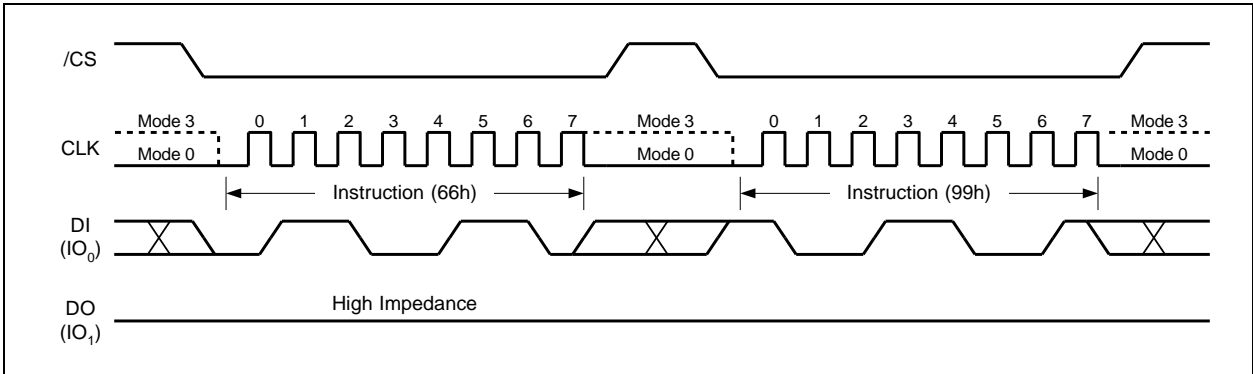 /CS
Mode 3 0 1 2 3 4 5 6 7 Mode 3 0 1 2 3 4 5 6 7 Mode 3
CLK
Mode 0 Mode 0 Mode 0
Instruction (66h) Instruction (99h)
DI
(IO0)
High Impedance
DO
(IO1)